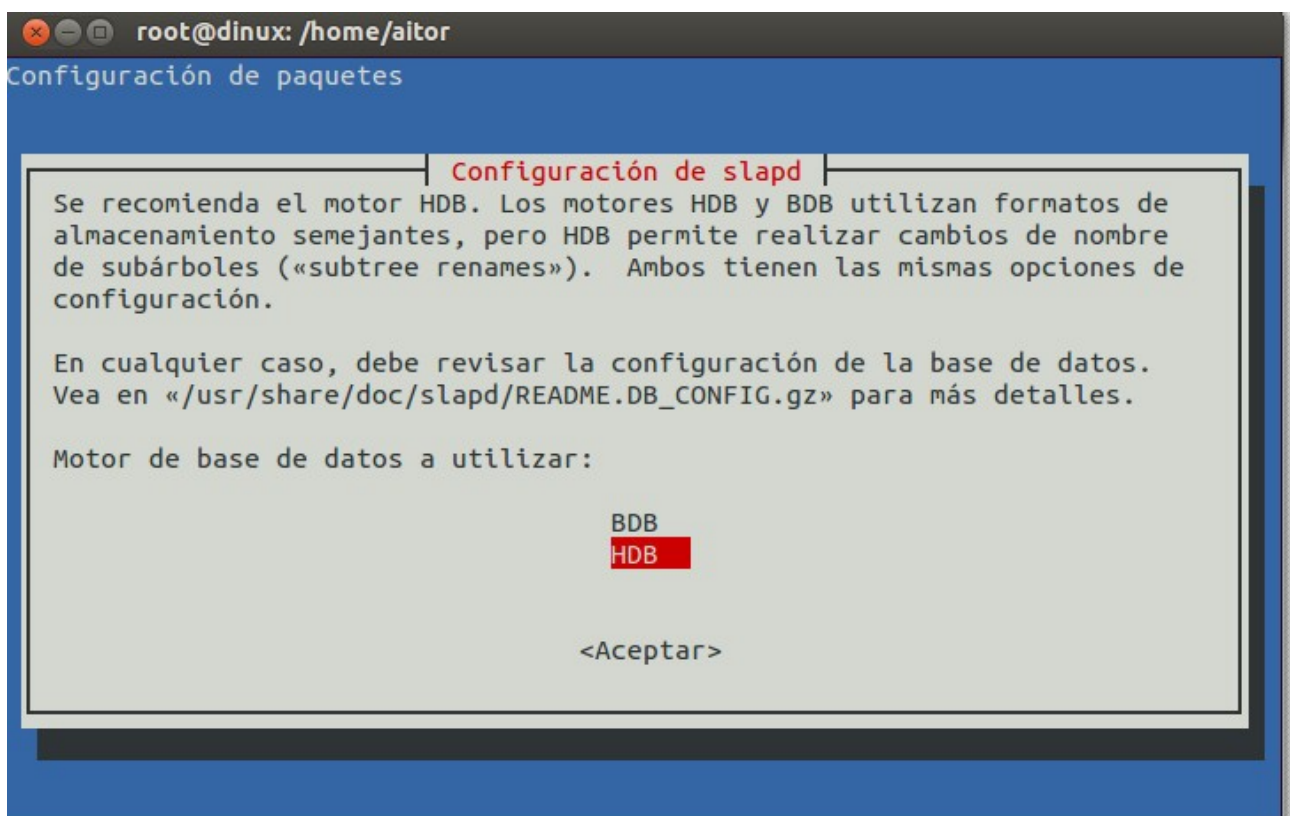 root@dinux: /home/aitor
Configuración de paquetes
Configuración de slapd
Se recomienda el motor HDB. Los motores HDB y BDB utilizan formatos de
almacenamiento semejantes, pero HDB permite realizar cambios de nombre
de subárboles («subtree renames»).  Ambos tienen las mismas opciones de
configuración.
En cualquier caso, debe revisar la configuración de la base de datos.
Vea en «/usr/share/doc/slapd/README.DB_CONFIG.gz» para más detalles.
Motor de base de datos a utilizar:
BDB
HDB
<Aceptar>